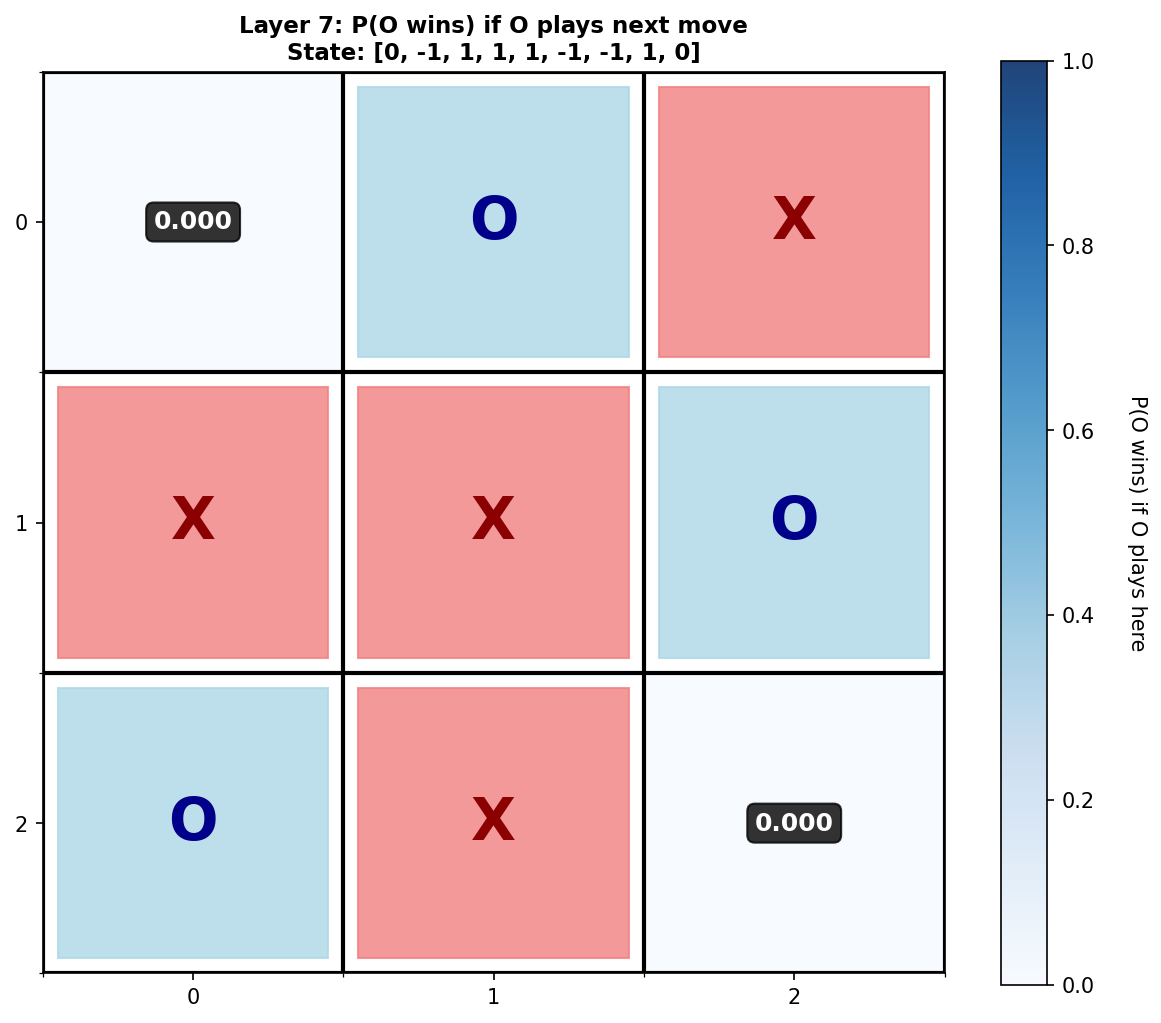 Layer 7: P(O wins) if O plays next move
State: [0, -1, 1, 1, 1, -1, -1, 1, 0]
0.000
O
X
X
X
O
O
X
0.000
0
1
2
0
1
2
1.0
0.8
0.6
0.4
0.2
0.0
P(O wins) if O plays here